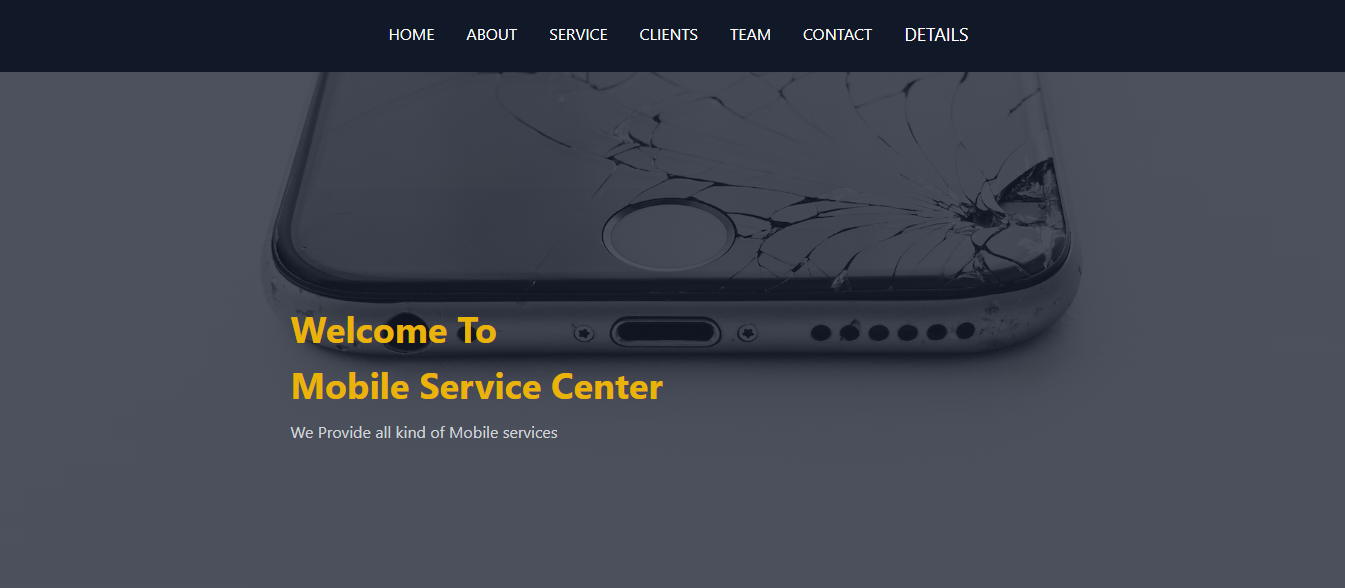 HOME ABOUT SERVICE CLIENTS TEAM CONTACT DETAILS
Welcome To
Mobile Service Center
We Provide all kind of Mobile services